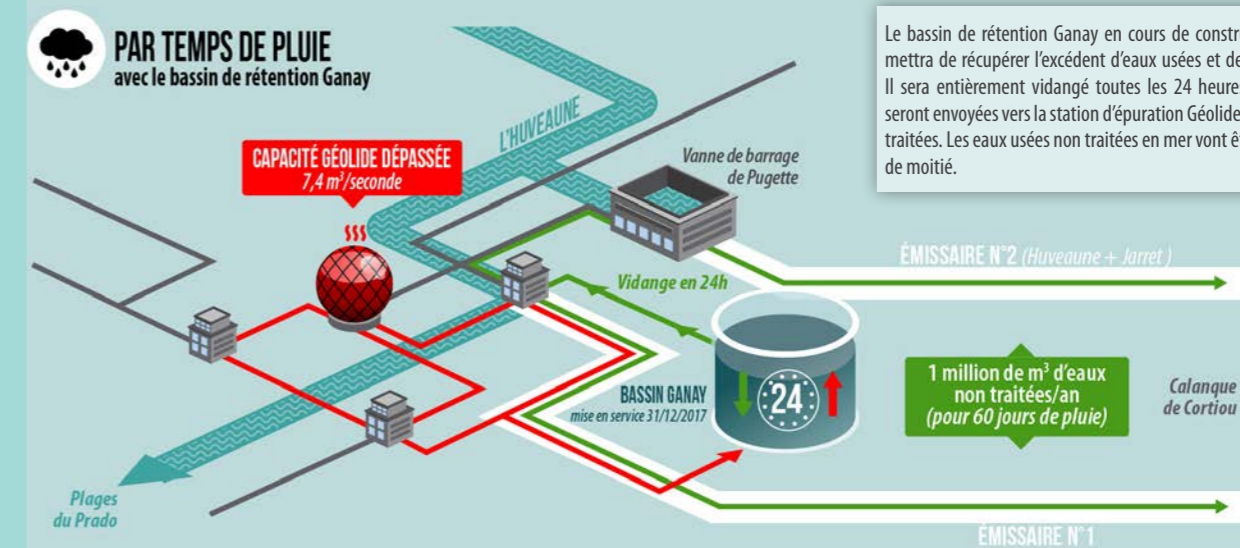 PAR TEMPS DE PLUIE
avec le bassin de rétention Ganay
Le bassin de rétention Ganay en cours de constr
mettra de récupérer l'excédent d'eaux usées et de
Il sera entièrement vidangé toutes les 24 heure
seront envoyées vers la station d'épuration Géolide
traitées. Les eaux usées non traitées en mer vont ê
de moitié.
L'HUVEAUNE
CAPACITÉ GÉOLIDE DÉPASSÉE
7,4 m³/seconde
Vanne de barrage
de Pugette
ÉMISSAIRE N°2 (Huveaune + Jarret)
Vidange en 24h
BASSIN GANAY
mise en service 31/12/2017
24
1 million de m³ d'eaux
non traitées/an
(pour 60 jours de pluie)
Calanque
de Cortiou
Plages
du Prado
ÉMISSAIRE N°1